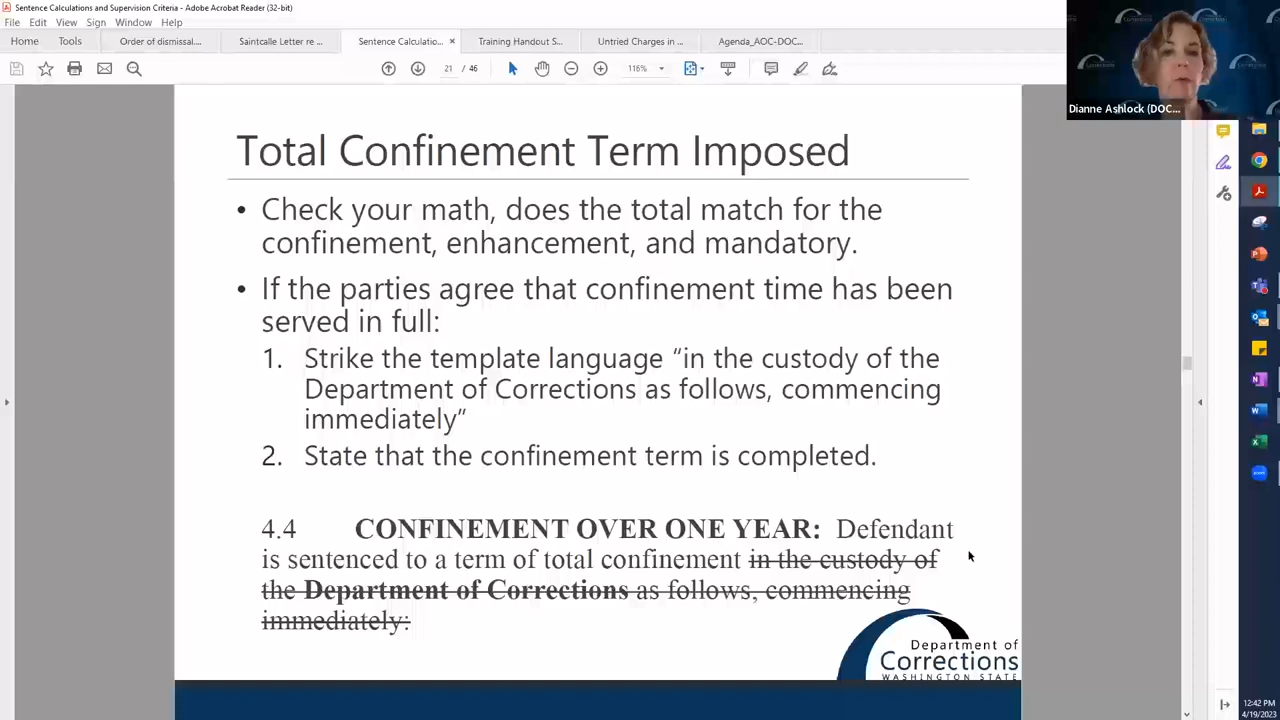 Sentence Calculations and Supervision Criteria - Adobe Acrobat Reader (32-bit)
File Edit View Sign Window Help
Home Tools Order of dismissal.... Saintcalle Letter re ... Sentence Calculatio... × Training Handout S... Untried Charges in ... Agenda_AOC-DOC...
21 / 46 116%
Dianne Ashlock (DOC...
Total Confinement Term Imposed
• Check your math, does the total match for the
confinement, enhancement, and mandatory.
• If the parties agree that confinement time has been
served in full:
1. Strike the template language “in the custody of the
Department of Corrections as follows, commencing
immediately”
2. State that the confinement term is completed.
4.4 CONFINEMENT OVER ONE YEAR: Defendant
is sentenced to a term of total confinement in the custody of
the Department of Corrections as follows, commencing
immediately:
Department of
Corrections
WASHINGTON STATE
12:42 PM
4/19/2023